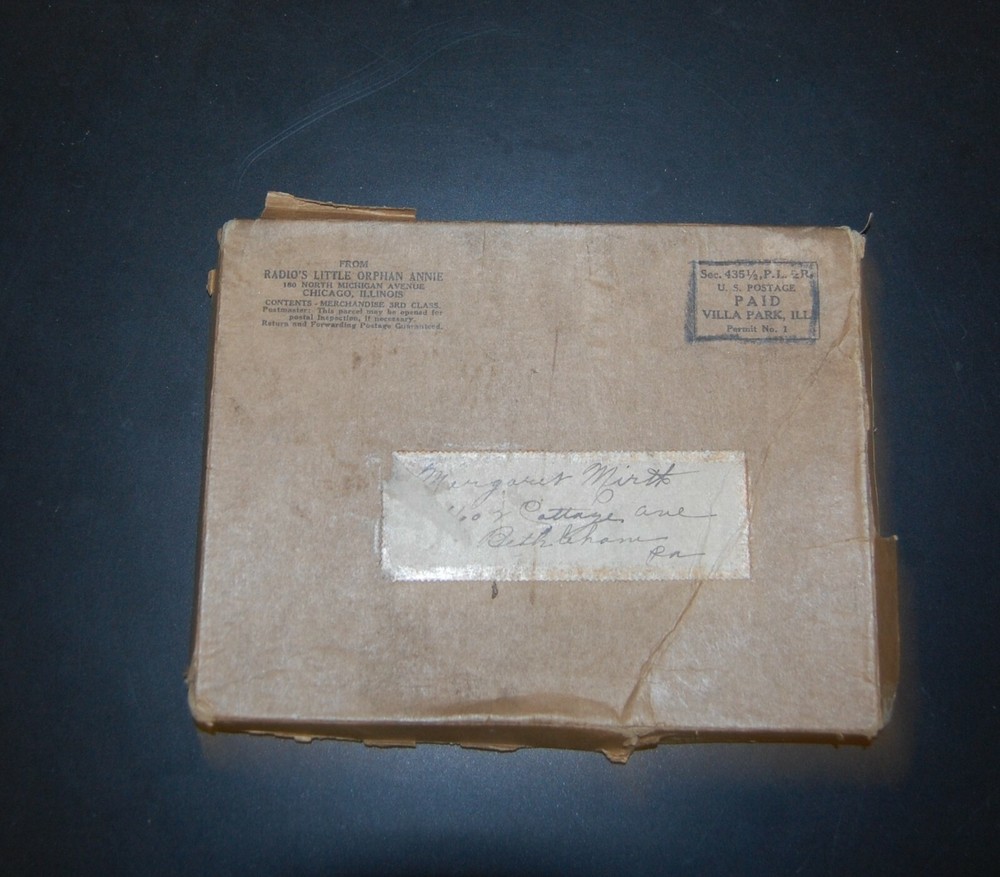 FROM
RADIO'S LITTLE ORPHAN ANNIE
180 NORTH MICHIGAN AVENUE
CHICAGO, ILLINOIS
CONTENTS - MERCHANDISE 3RD CLASS.
Postmaster: This parcel may be opened for
postal inspection, if necessary.
Return and Forwarding Postage Guaranteed.
Sec. 435½, P. L. & R.
U. S. POSTAGE
PAID
VILLA PARK, ILL.
Permit No. 1
Margaret Mirth
Cottage ave
Bethleham
Pa